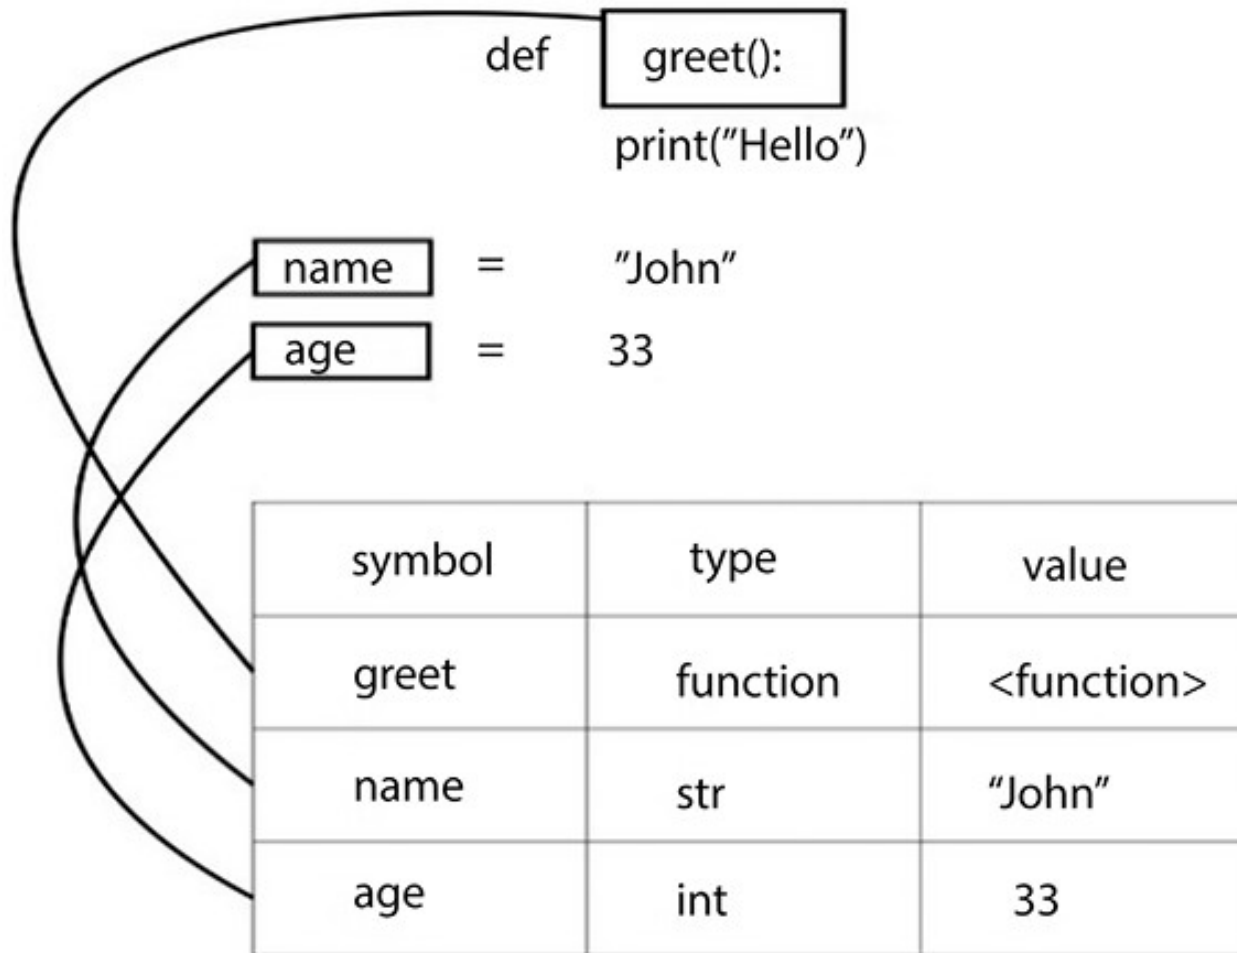 def greet():
print("Hello")
name = "John"
age = 33
symbol type value
greet function <function>
name str “John”
age int 33